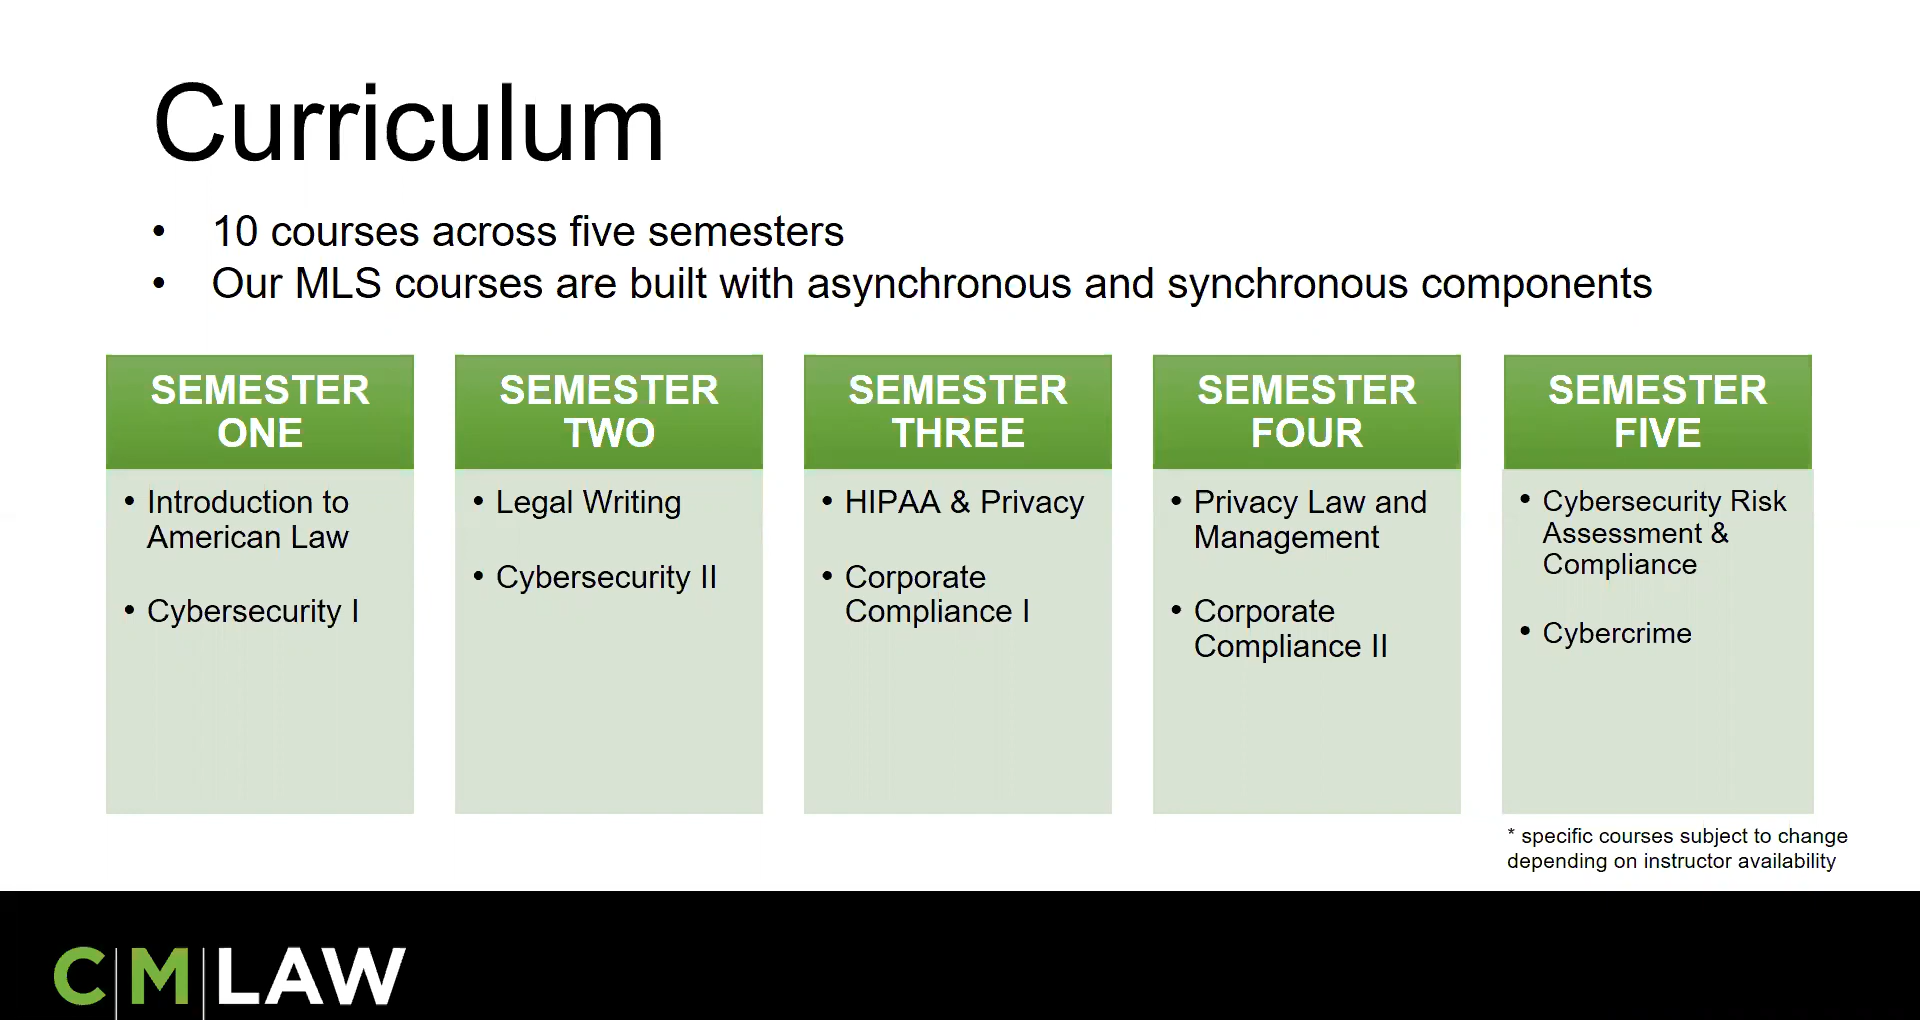 Curriculum
• 10 courses across five semesters
• Our MLS courses are built with asynchronous and synchronous components
SEMESTER
ONE
• Introduction to
American Law
• Cybersecurity I
SEMESTER
TWO
• Legal Writing
• Cybersecurity II
SEMESTER
THREE
• HIPAA & Privacy
• Corporate
Compliance I
SEMESTER
FOUR
• Privacy Law and
Management
• Corporate
Compliance II
SEMESTER
FIVE
• Cybersecurity Risk
Assessment &
Compliance
• Cybercrime
* specific courses subject to change
depending on instructor availability
C|M|LAW